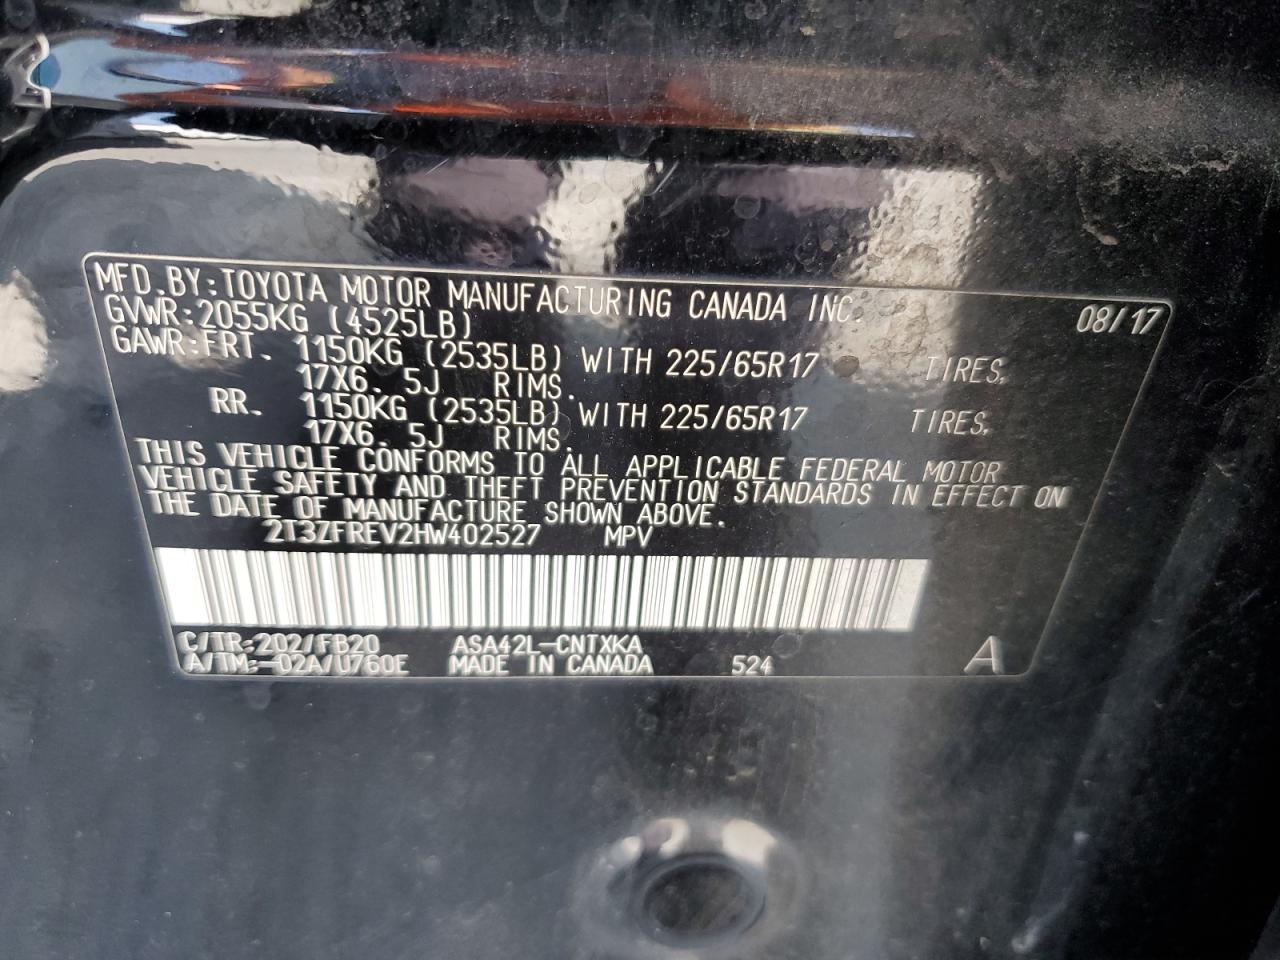 MFD.BY:TOYOTA MOTOR MANUFACTURING CANADA INC. 08/17
GVWR:2055KG (4525LB)
GAWR:FRT. 1150KG (2535LB) WITH 225/65R17 TIRES,
17X6.5J RIMS.
RR. 1150KG (2535LB) WITH 225/65R17 TIRES,
17X6.5J RIMS.
THIS VEHICLE CONFORMS TO ALL APPLICABLE FEDERAL MOTOR
VEHICLE SAFETY AND THEFT PREVENTION STANDARDS IN EFFECT ON
THE DATE OF MANUFACTURE SHOWN ABOVE.
2T3ZFREV2HW402527 MPV
C/TR:202/FB20 ASA42L-CNTXKA
A/TM:-02A/U760E MADE IN CANADA 524 A